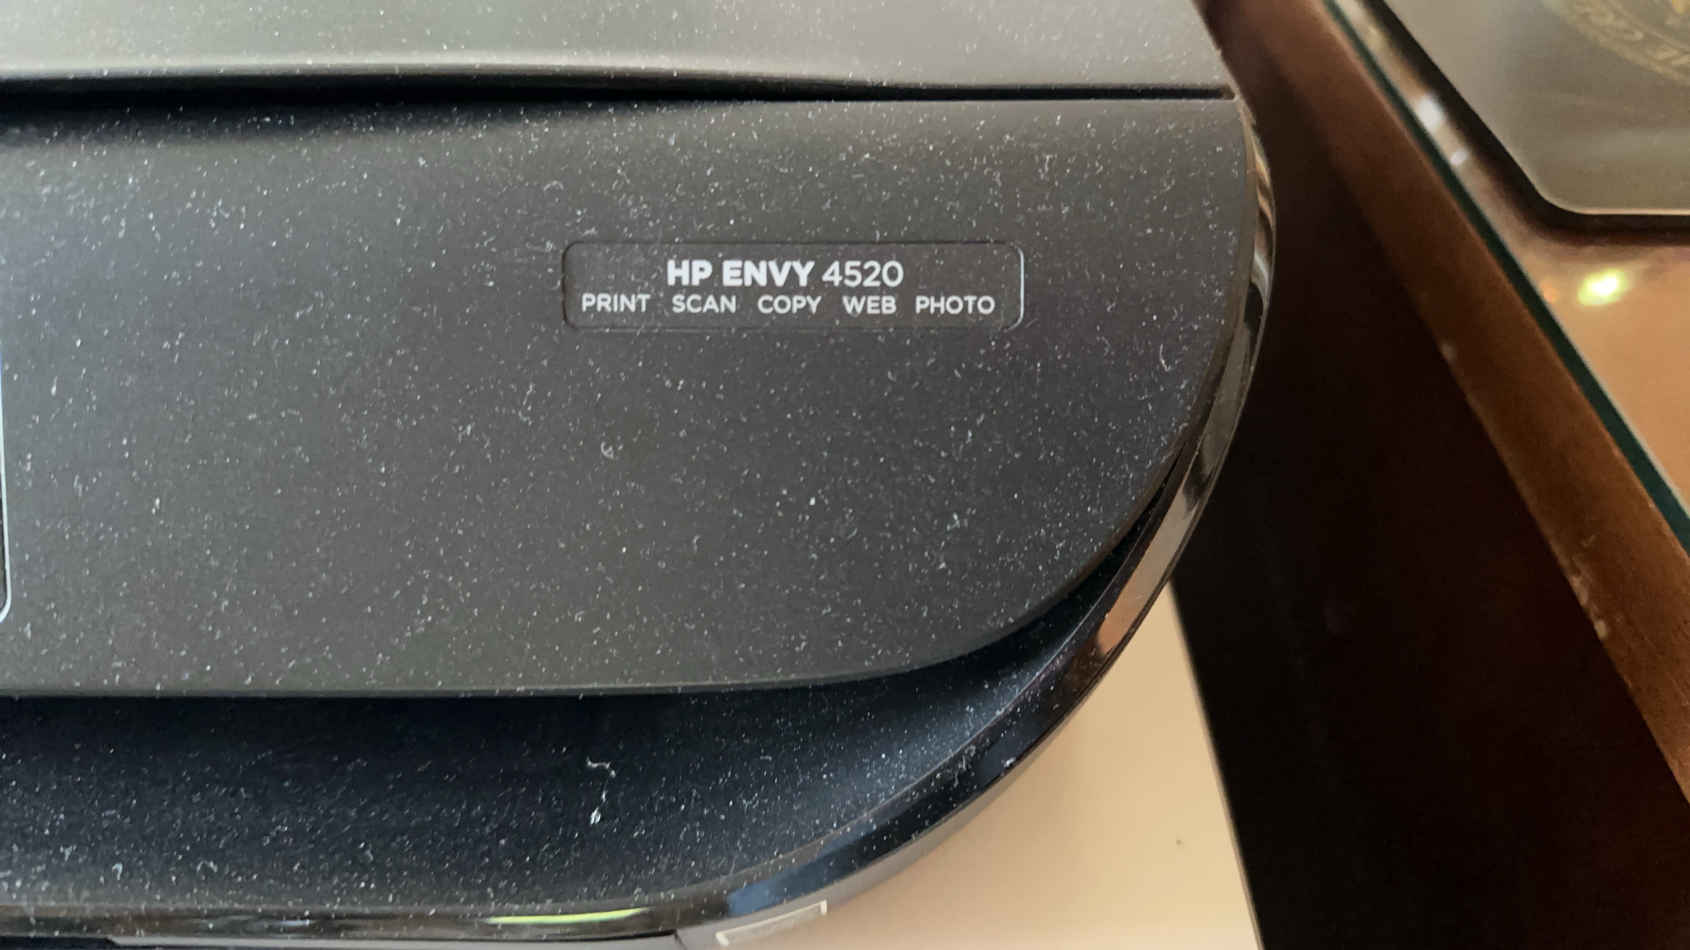 HP ENVY 4520
PRINT SCAN COPY WEB PHOTO